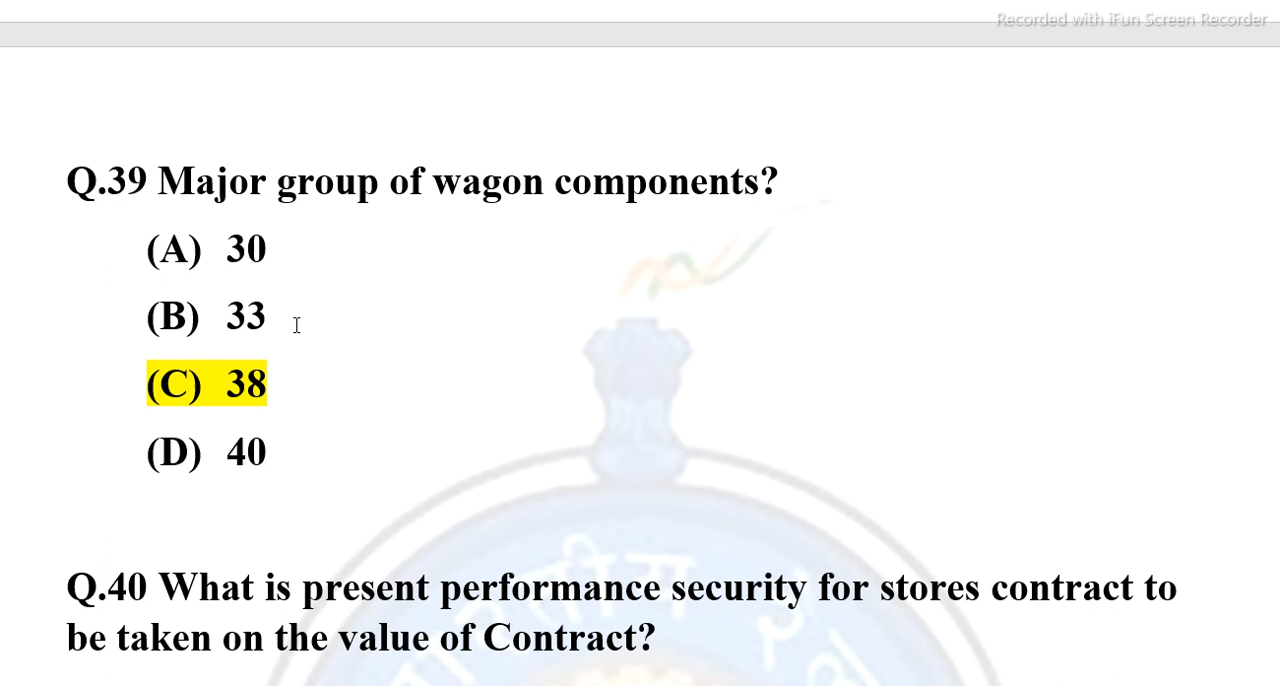 Recorded with iFun Screen Recorder
Q.39 Major group of wagon components?
(A) 30
(B) 33
(C) 38
(D) 40
Q.40 What is present performance security for stores contract to
be taken on the value of Contract?